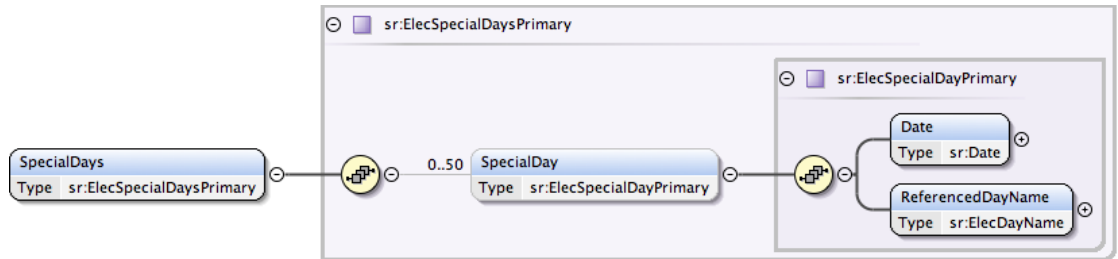 sr:ElecSpecialDaysPrimary
sr:ElecSpecialDayPrimary
Date
Type sr:Date
SpecialDays
Type sr:ElecSpecialDaysPrimary
0..50
SpecialDay
Type sr:ElecSpecialDayPrimary
ReferencedDayName
Type sr:ElecDayName